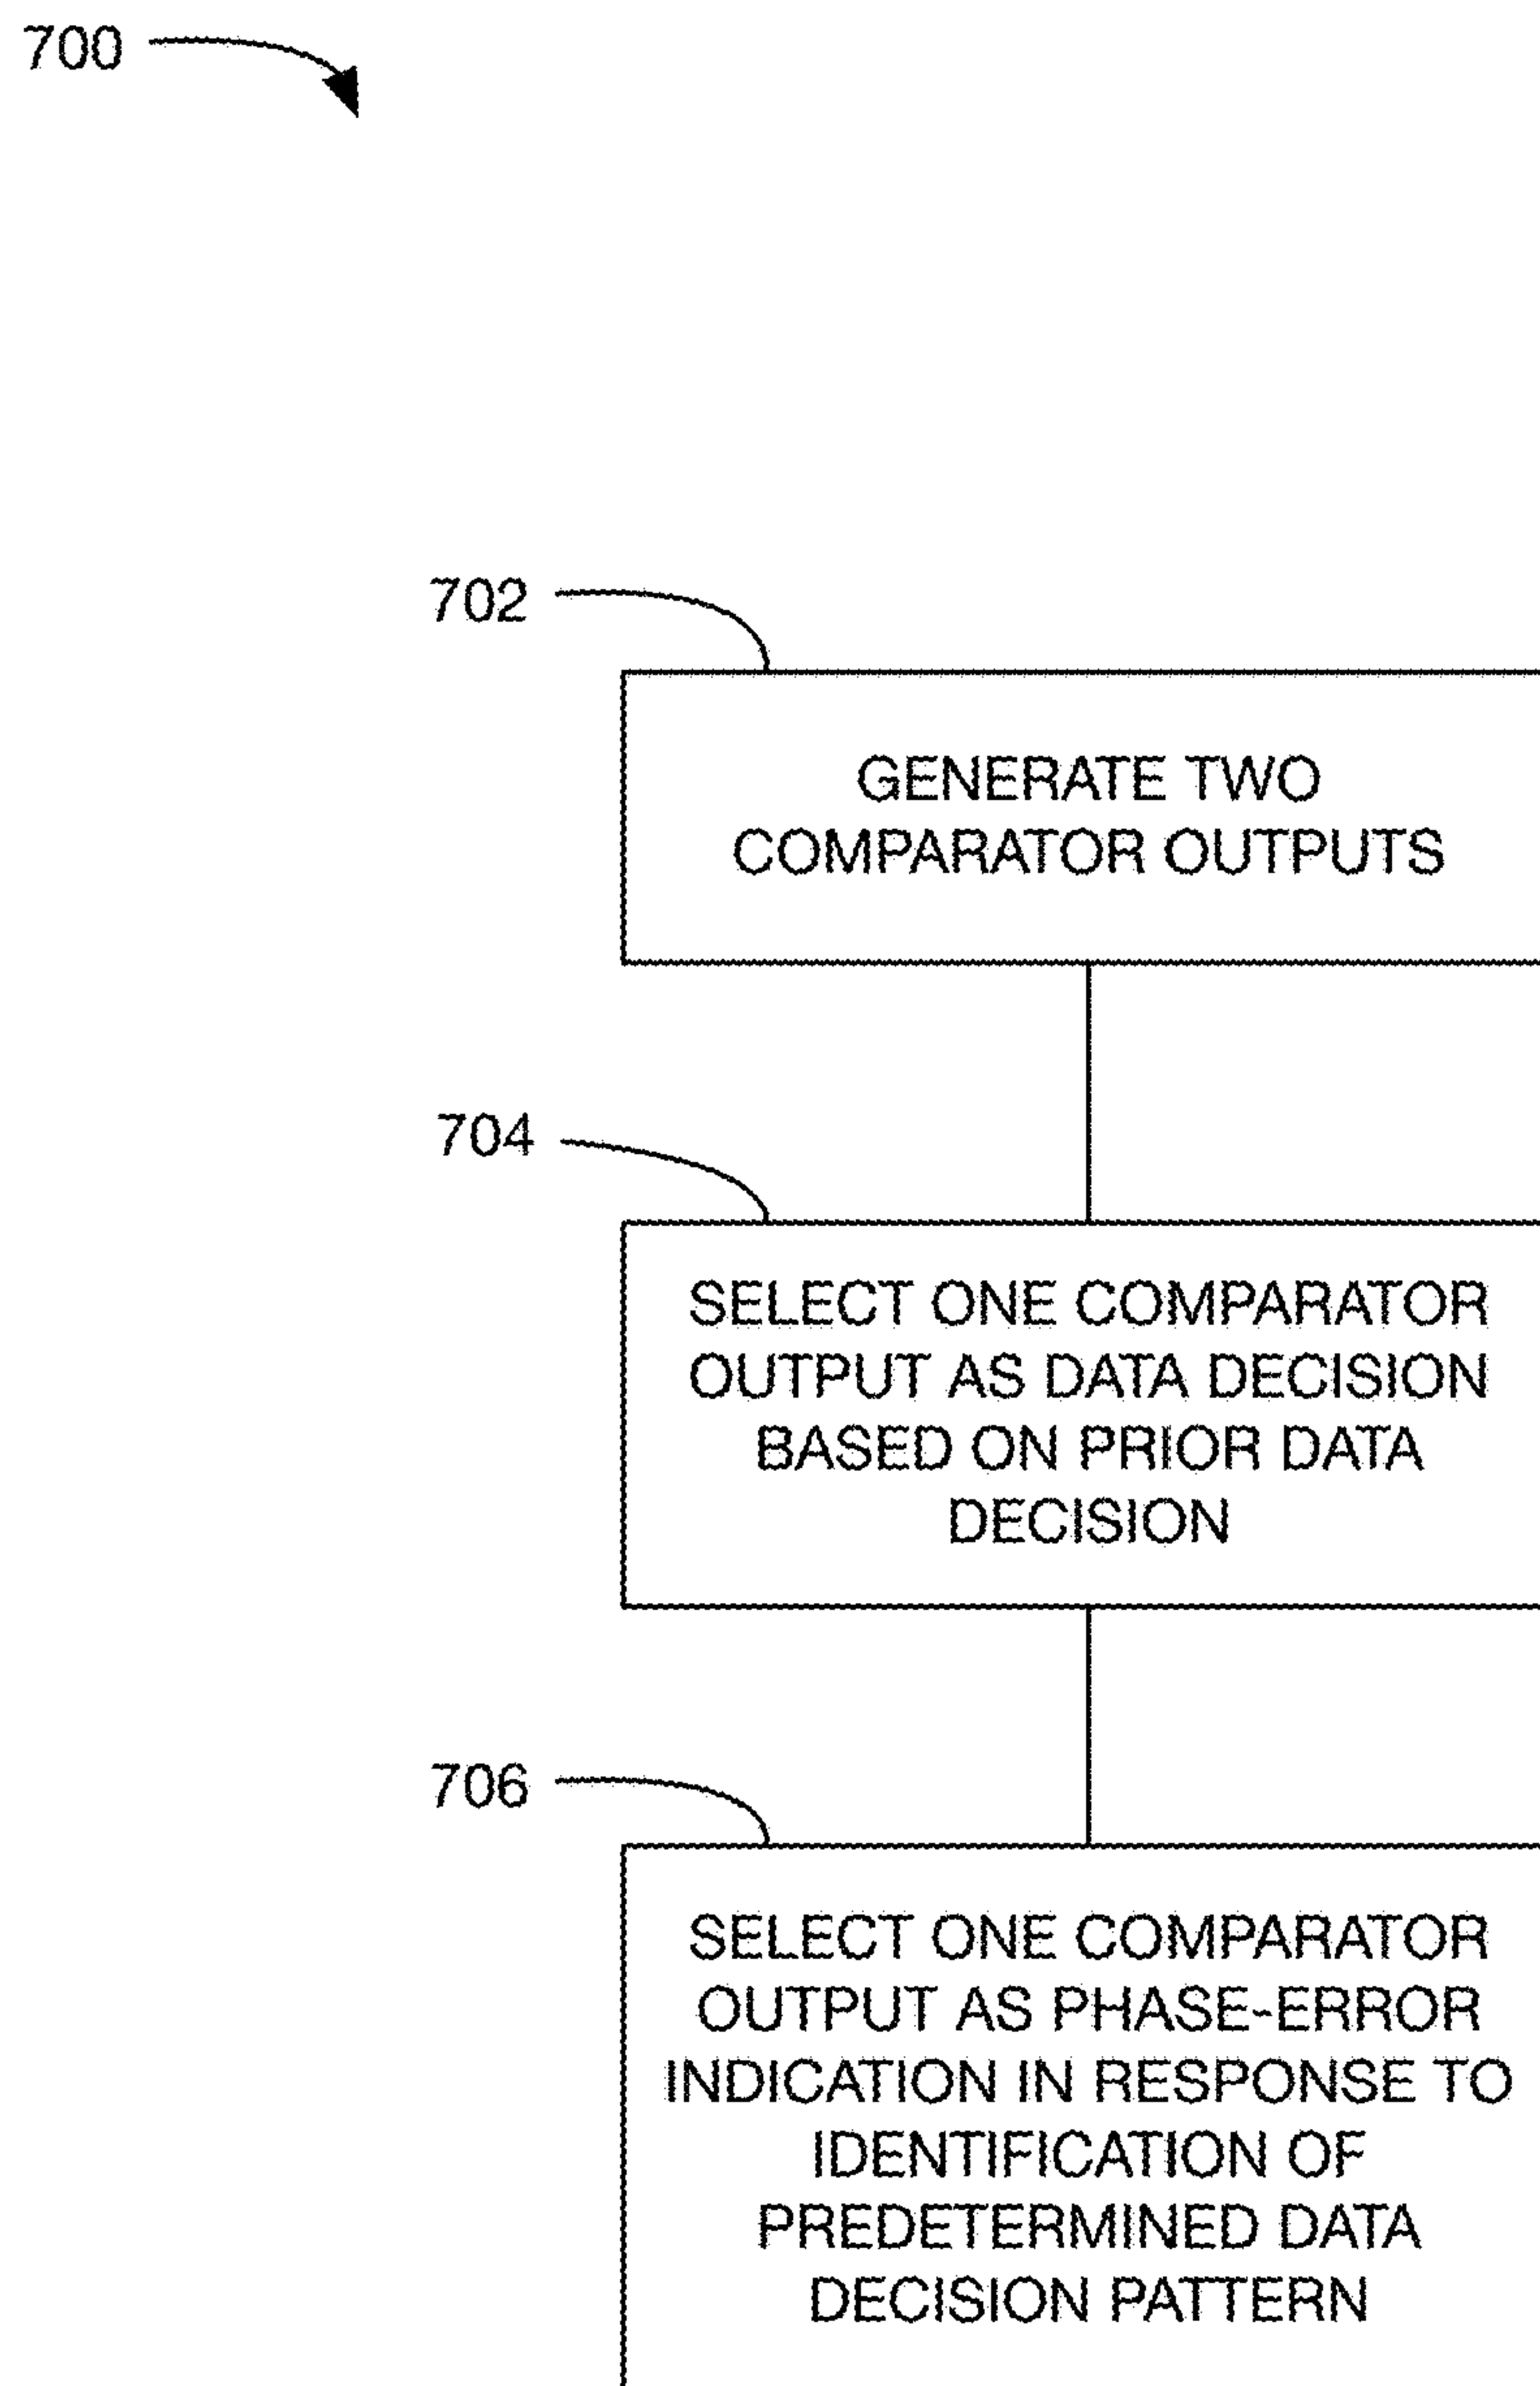 700
702
GENERATE TWO
COMPARATOR OUTPUTS
704
SELECT ONE COMPARATOR
OUTPUT AS DATA DECISION
BASED ON PRIOR DATA
DECISION
706
SELECT ONE COMPARATOR
OUTPUT AS PHASE-ERROR
INDICATION IN RESPONSE TO
IDENTIFICATION OF
PREDETERMINED DATA
DECISION PATTERN